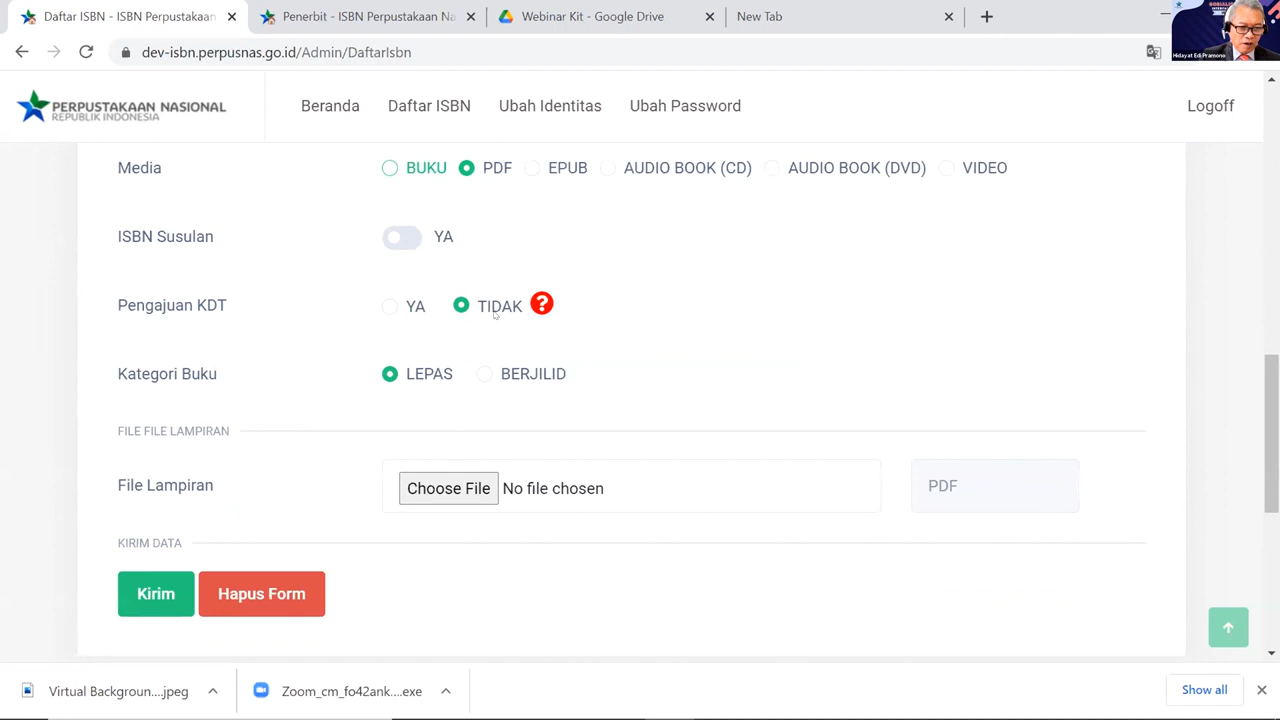 Daftar ISBN - ISBN Perpustakaan
Penerbit - Tim Perpustakaan Na
Webinar Kit - Google Drive
New Tab
dev-isbn.perpusnas.go.id/Admin/DaftarIsbn
Hidayat Edi Pramono
PERPUSTAKAAN NASIONAL
REPUBLIK INDONESIA
Beranda Daftar ISBN Ubah Identitas Ubah Password Logoff
Media BUKU PDF EPUB AUDIO BOOK (CD) AUDIO BOOK (DVD) VIDEO
ISBN Susulan YA
Pengajuan KDT YA TIDAK ?
Kategori Buku LEPAS BERJILID
FILE FILE LAMPIRAN
File Lampiran Choose File No file chosen PDF
KIRIM DATA
Kirim Hapus Form
Virtual Backgroun....jpeg Zoom_cm_fo42ank....exe Show all